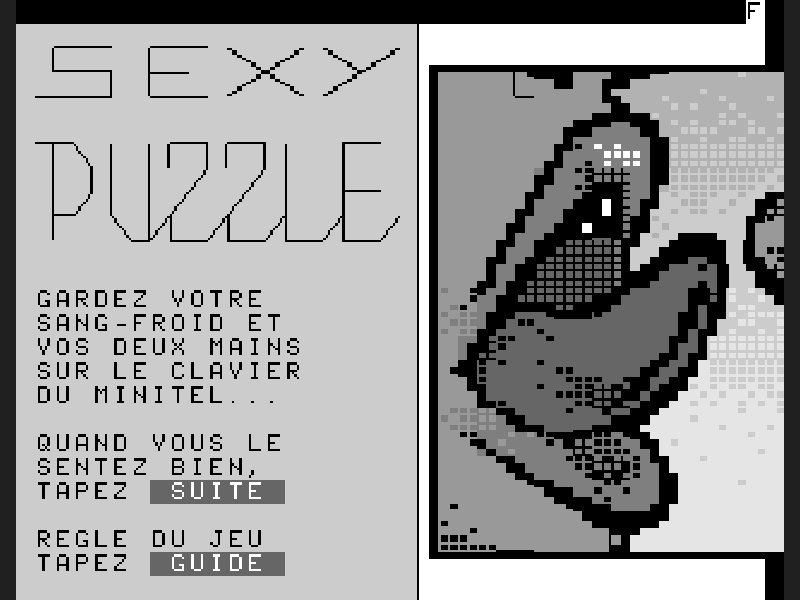 F
SEXY
PUZZLE
GARDEZ VOTRE
SANG-FROID ET
VOS DEUX MAINS
SUR LE CLAVIER
DU MINITEL...
QUAND VOUS LE
SENTEZ BIEN,
TAPEZ SUITE
REGLE DU JEU
TAPEZ GUIDE